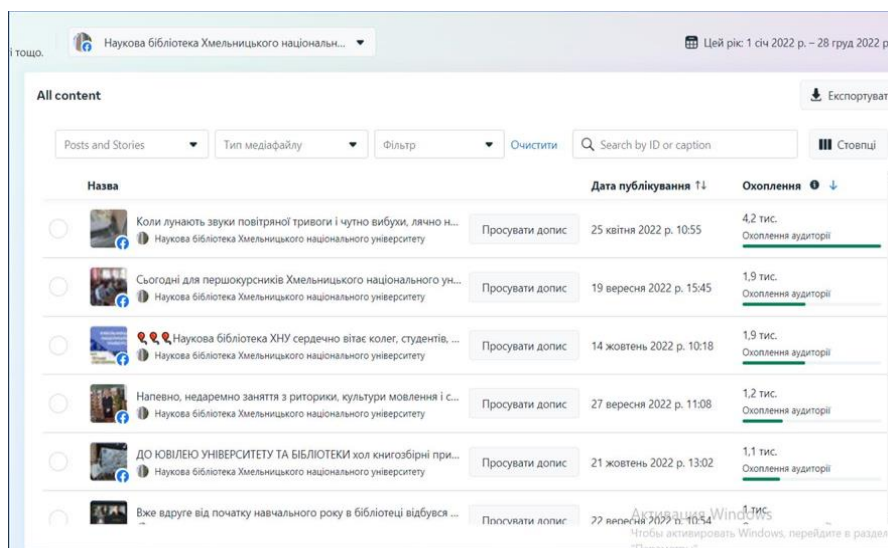 і тощо.
Наукова бібліотека Хмельницького національн...
Цей рік: 1 січ 2022 р. – 28 груд 2022 р
All content
Експортуват
Posts and Stories
Тип медіафайлу
Фільтр
Очистити
Search by ID or caption
Стовпці
Назва
Дата публікування
Охоплення
Коли лунають звуки повітряної тривоги і чутно вибухи, лячно н...
Наукова бібліотека Хмельницького національного університету
Просувати допис
25 квітня 2022 р. 10:55
4,2 тис.
Охоплення аудиторії
Сьогодні для першокурсників Хмельницького національного ун...
Наукова бібліотека Хмельницького національного університету
Просувати допис
19 вересня 2022 р. 15:45
1,9 тис.
Охоплення аудиторії
🎈🎈🎈Наукова бібліотека ХНУ сердечно вітає колег, студентів, ...
Наукова бібліотека Хмельницького національного університету
Просувати допис
14 жовтень 2022 р. 10:18
1,9 тис.
Охоплення аудиторії
Напевно, недаремно заняття з риторики, культури мовлення і с...
Наукова бібліотека Хмельницького національного університету
Просувати допис
27 вересня 2022 р. 11:08
1,2 тис.
Охоплення аудиторії
ДО ЮВІЛЕЮ УНІВЕРСИТЕТУ ТА БІБЛІОТЕКИ хол книгозбірні при...
Наукова бібліотека Хмельницького національного університету
Просувати допис
21 жовтень 2022 р. 13:02
1,1 тис.
Охоплення аудиторії
Вже вдруге від початку навчального року в бібліотеці відбувся ...
Просувати допис
22 вересня 2022 р. 10:54
1 тис.
Активация Windows
Чтобы активировать Windows, перейдите в раздел